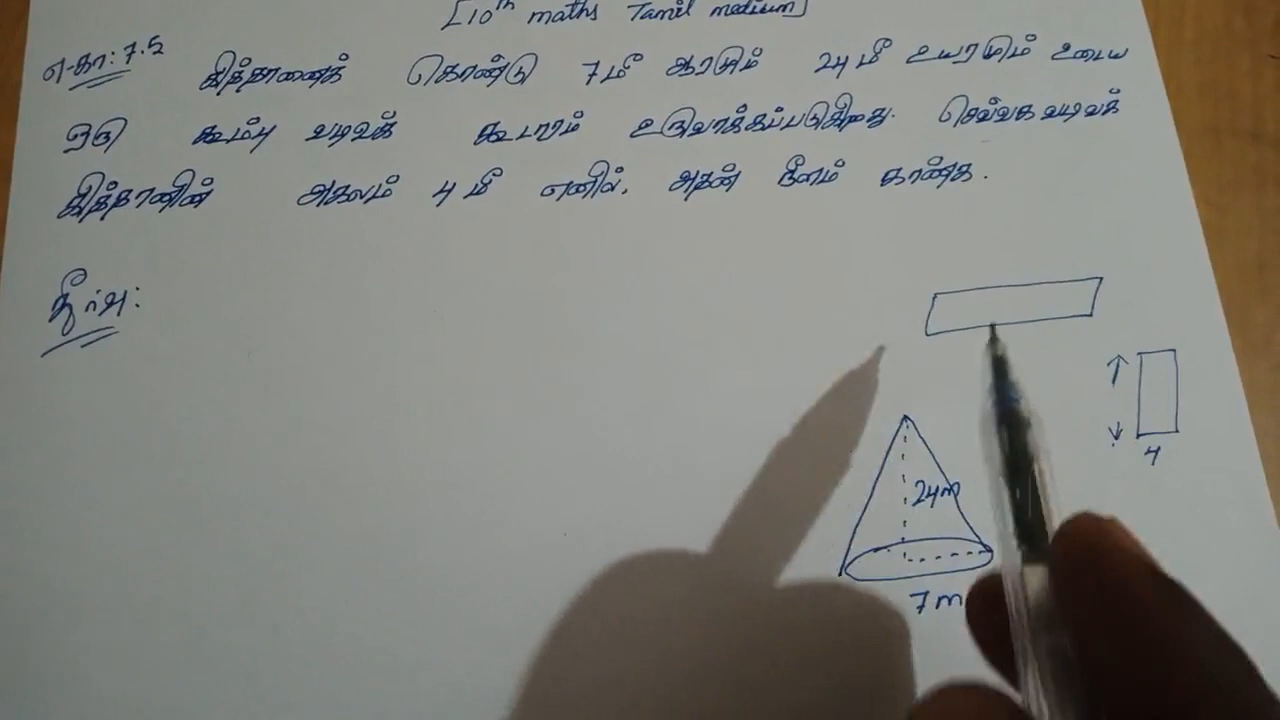 [10th maths Tamil medium]
எ.கா: 7.5 கித்தானைக் கொண்டு 7மீ ஆரமும் 24மீ உயரமும் உடைய
ஒரு கூம்பு வடிவக் கூடாரம் உருவாக்கப்படுகிறது. செவ்வக வடிவக்
கித்தானின் அகலம் 4 மீ எனில், அதன் நீளம் காண்க.
தீர்வு:
4
24m
7m